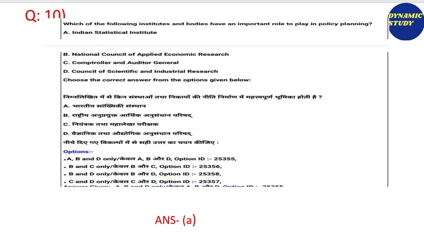 Q: 10)
DYNAMIC
STUDY
Which of the following institutes and bodies have an important role to play in policy planning?
A. Indian Statistical Institute
B. National Council of Applied Economic Research
C. Comptroller and Auditor General
D. Council of Scientific and Industrial Research
Choose the correct answer from the options given below:
निम्नलिखित में से किन संस्थाओं तथा निकायों की नीति निर्माण में महत्वपूर्ण भूमिका होती है ?
A. भारतीय सांख्यिकी संस्थान
B. राष्ट्रीय अनुप्रयुक्त आर्थिक अनुसंधान परिषद्
C. नियंत्रक तथा महालेखा परीक्षक
D. वैज्ञानिक तथा औद्योगिक अनुसंधान परिषद्
नीचे दिए गए विकल्पों में से सही उत्तर का चयन कीजिए :
Options:-
A, B and D only/केवल A, B और D, Option ID :- 25355,
B and C only/केवल B और C, Option ID :- 25356,
B and D only/केवल B और D, Option ID :- 25358,
C and D only/केवल C और D, Option ID :- 25357,
ANS- (a)